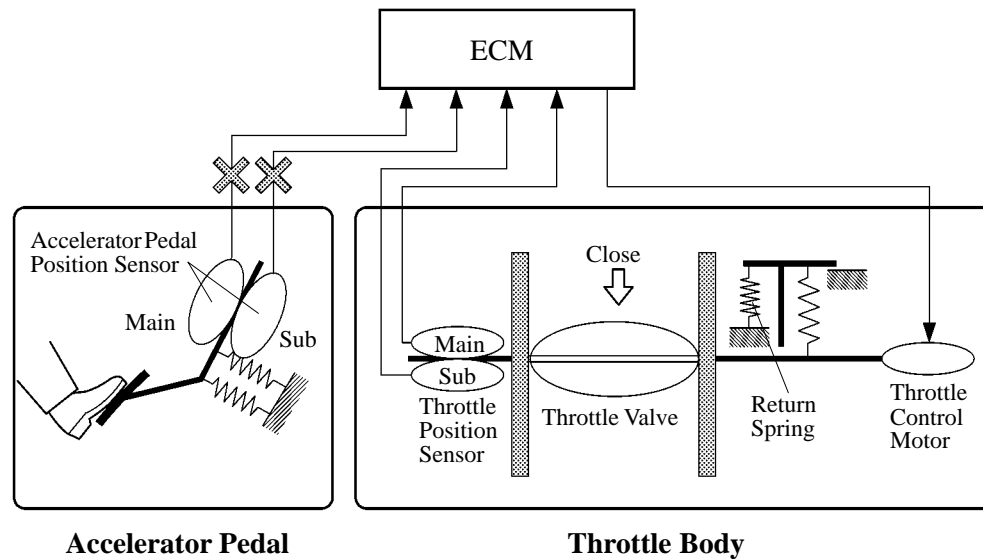 ECM
Accelerator Pedal
Position Sensor
Main
Sub
Close
Main
Sub
Throttle
Position
Sensor
Throttle Valve
Return
Spring
Throttle
Control
Motor
Accelerator Pedal
Throttle Body